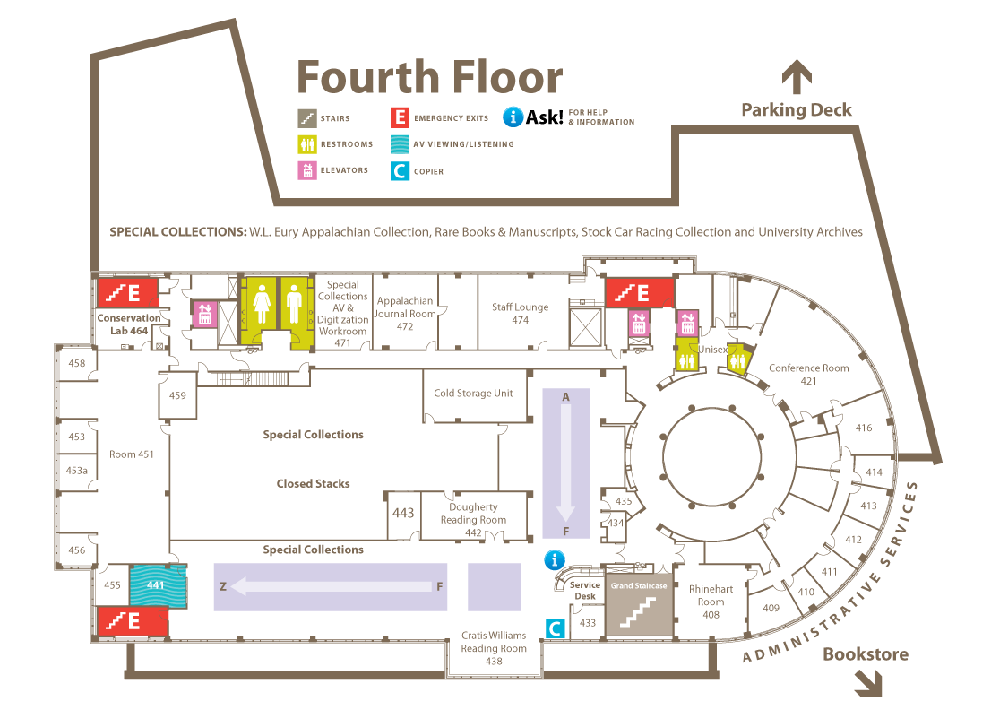 Fourth Floor
STAIRS
E EMERGENCY EXITS
i Ask! FOR HELP
& INFORMATION
RESTROOMS
AV VIEWING/LISTENING
ELEVATORS
C COPIER
Parking Deck
SPECIAL COLLECTIONS: W.L. Eury Appalachian Collection, Rare Books & Manuscripts, Stock Car Racing Collection and University Archives
E
Conservation
Lab 464
Special
Collections
AV &
Digitization
Workroom
471
Appalachian
Journal Room
472
Staff Lounge
474
E
Unisex
Conference Room
421
458
459
453
453a
456
Room 451
Cold Storage Unit
Special Collections
Closed Stacks
443
Dougherty
Reading Room
442
A
F
435
434
416
414
413
412
411
410
409
Special Collections
455
441
E
Z
F
i
Service
Desk
433
C
Grand Staircase
Rhinehart
Room
408
Cratis Williams
Reading Room
438
ADMINISTRATIVE SERVICES
Bookstore